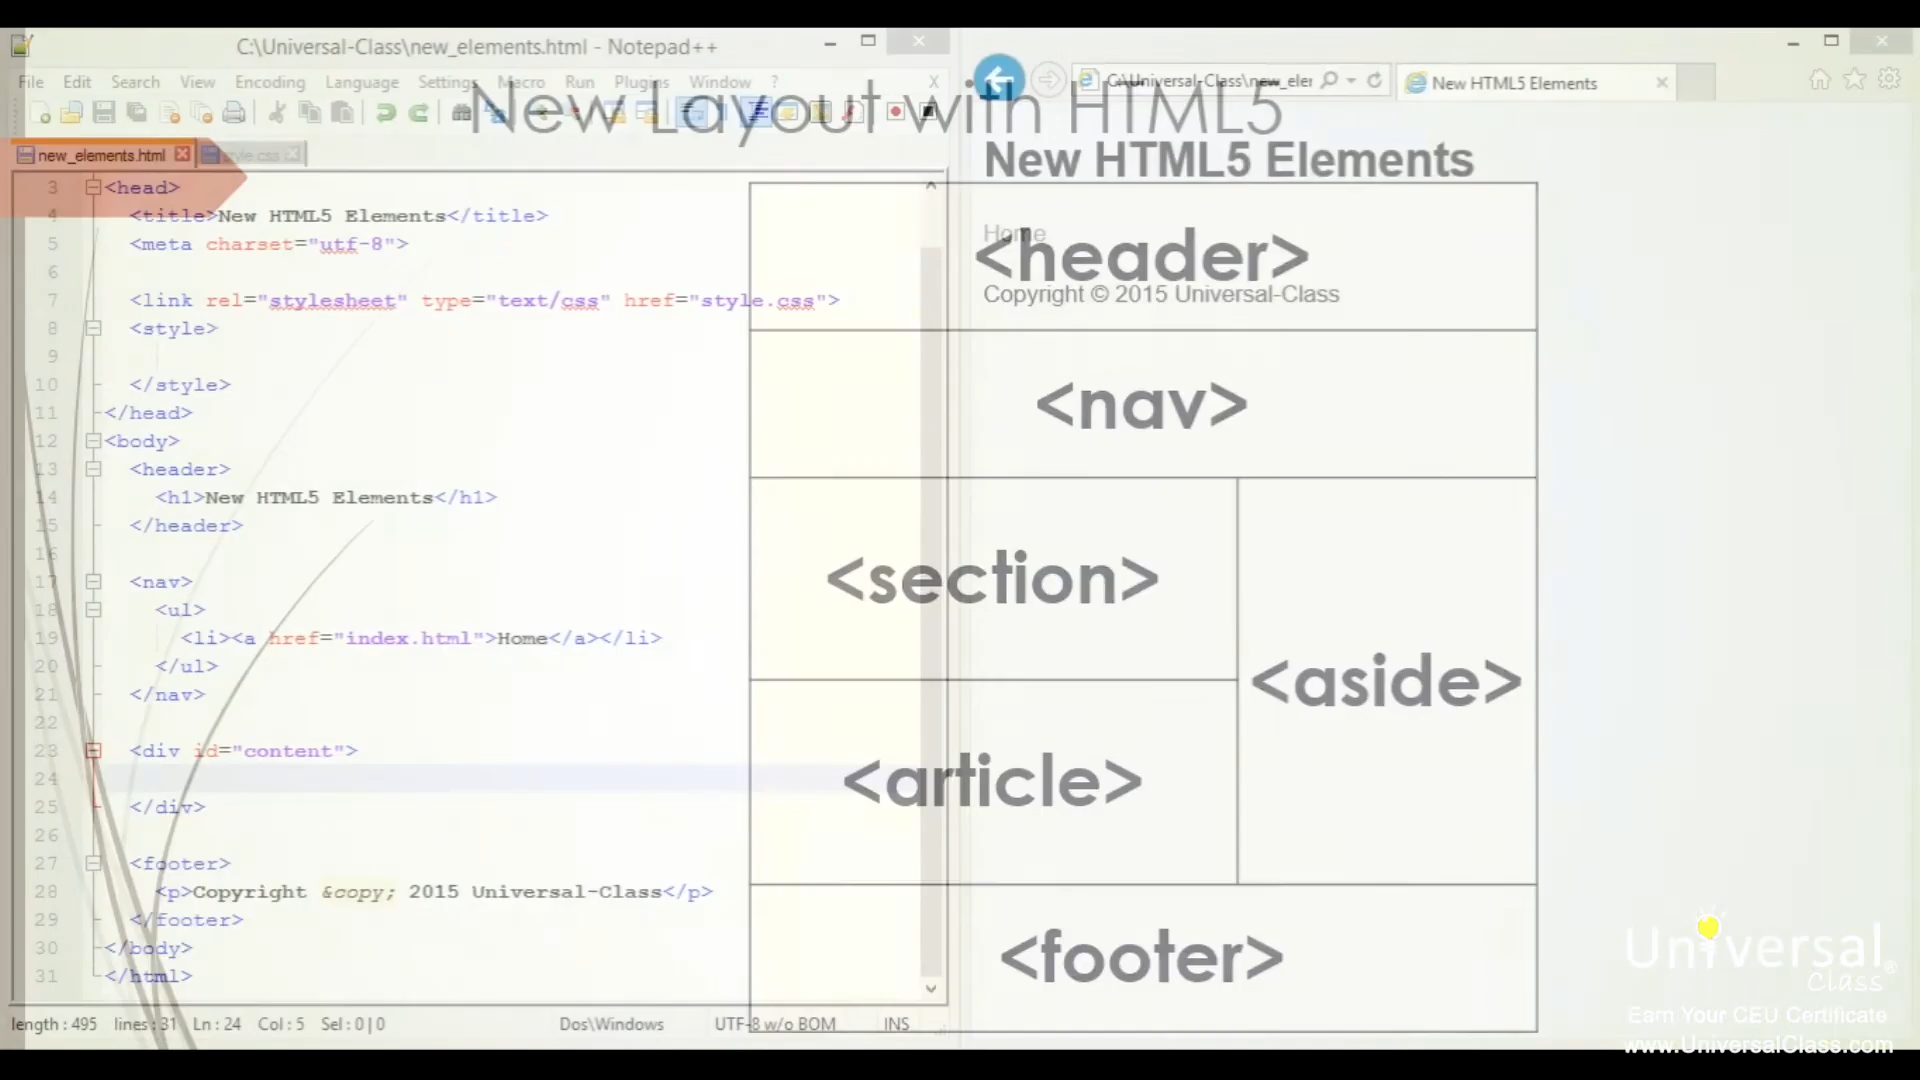 C:\Universal-Class\new_elements.html - Notepad++
File Edit Search View Encoding Language Settings Macro Run Plugins Window ? X
new_elements.html style.css
3 <head>
4 <title>New HTML5 Elements</title>
5 <meta charset="utf-8">
6
7 <link rel="stylesheet" type="text/css" href="style.css">
8 <style>
9
10 </style>
11 </head>
12 <body>
13 <header>
14 <h1>New HTML5 Elements</h1>
15 </header>
16
17 <nav>
18 <ul>
19 <li><a href="index.html">Home</a></li>
20 </ul>
21 </nav>
22
23 <div id="content">
24
25 </div>
26
27 <footer>
28 <p>Copyright &copy; 2015 Universal-Class</p>
29 </footer>
30 </body>
31 </html>
length : 495 lines : 31 Ln : 24 Col : 5 Sel : 0 | 0 Dos\Windows UTF-8 w/o BOM INS
C:\Universal-Class\new_eler
New HTML5 Elements
New Layout with HTML5
New HTML5 Elements
Home
<header>
Copyright © 2015 Universal-Class
<nav>
<section>
<aside>
<article>
<footer>
Universal
Class®
Earn Your CEU Certificate
www.UniversalClass.com